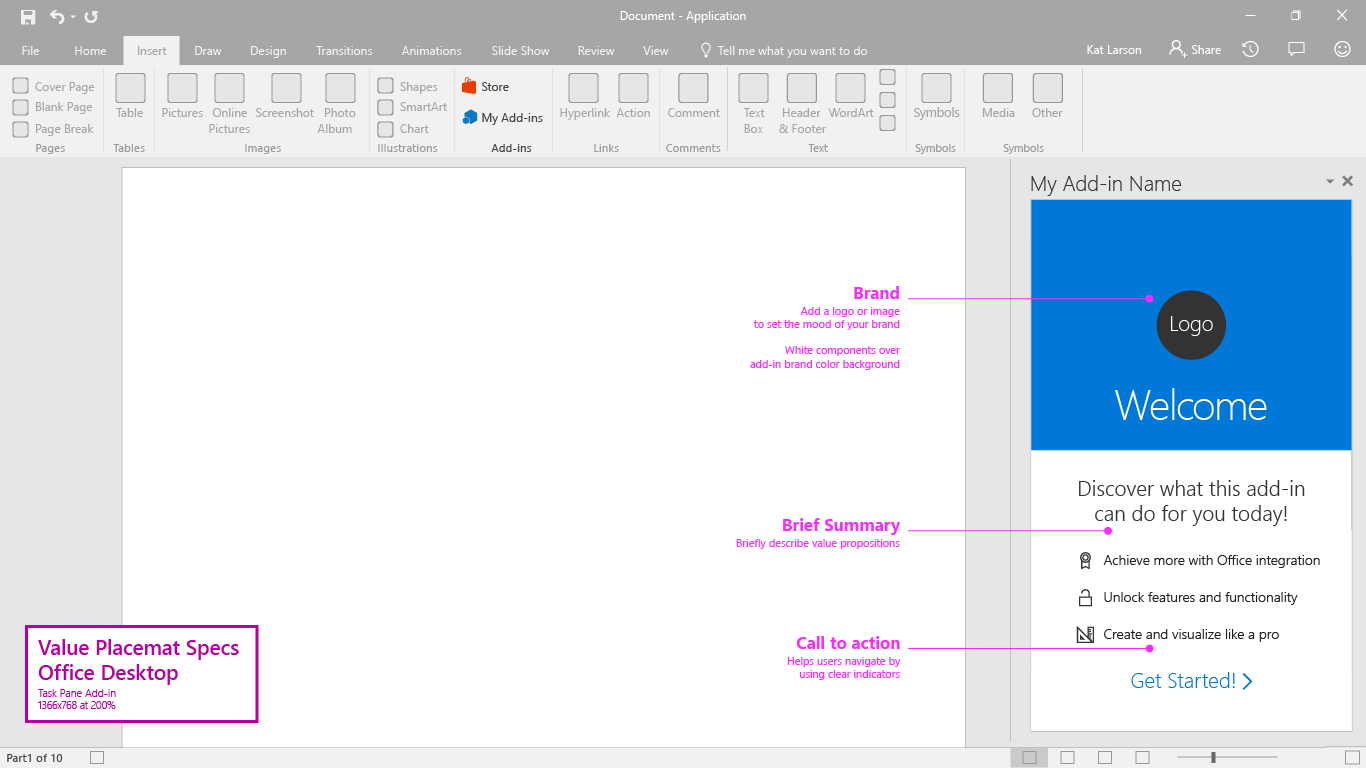 Document - Application
File Home Insert Draw Design Transitions Animations Slide Show Review View Tell me what you want to do Kat Larson Share
Cover Page
Blank Page
Page Break
Pages
Table
Tables
Pictures
Online
Pictures
Screenshot
Photo
Album
Images
Shapes
SmartArt
Chart
Illustrations
Store
My Add-ins
Add-ins
Hyperlink
Action
Links
Comment
Comments
Text
Box
Header
& Footer
WordArt
Text
Symbols
Symbols
Media
Other
Symbols
My Add-in Name
Logo
Welcome
Discover what this add-in
can do for you today!
Achieve more with Office integration
Unlock features and functionality
Create and visualize like a pro
Get Started!
Brand
Add a logo or image
to set the mood of your brand
White components over
add-in brand color background
Brief Summary
Briefly describe value propositions
Call to action
Helps users navigate by
using clear indicators
Value Placemat Specs
Office Desktop
Task Pane Add-in
1366x768 at 200%
Part1 of 10